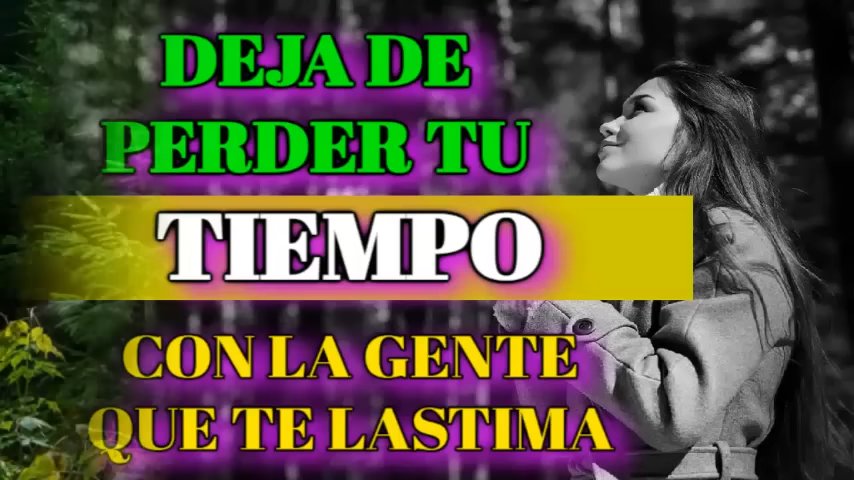 DEJA DE
PERDER TU
TIEMPO
CON LA GENTE
QUE TE LASTIMA